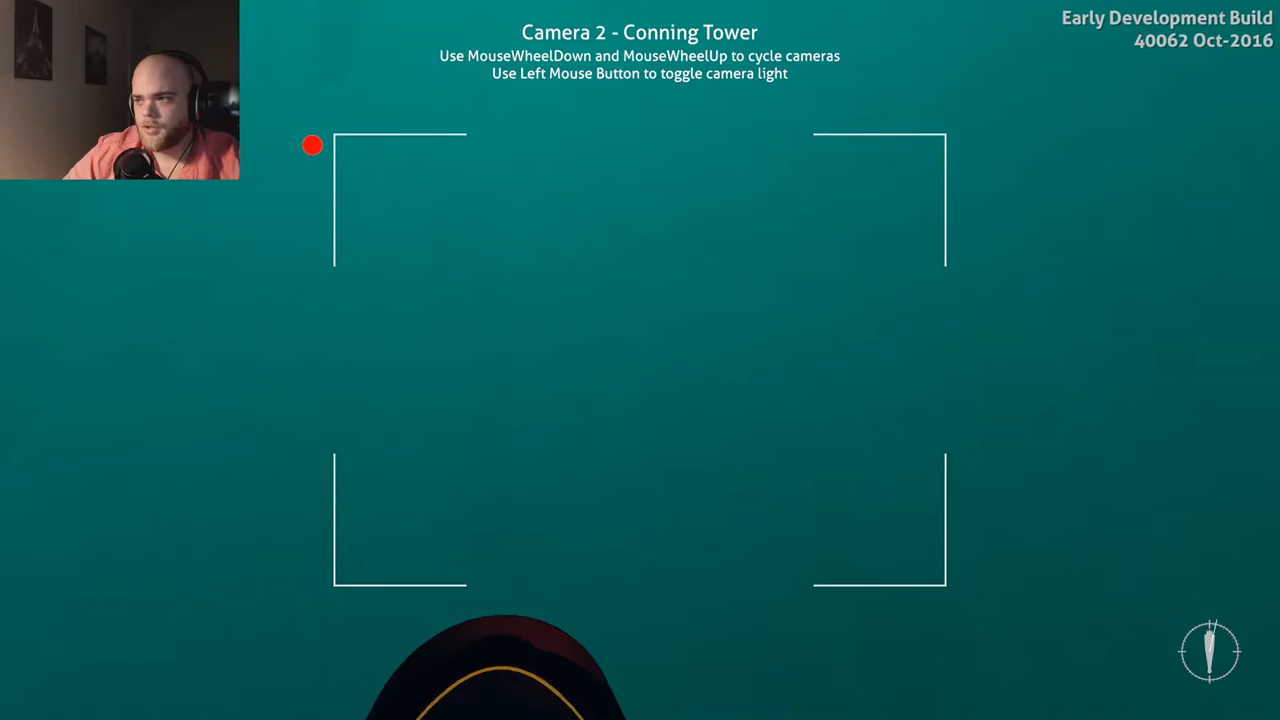 Camera 2 - Conning Tower
Use MouseWheelDown and MouseWheelUp to cycle cameras
Use Left Mouse Button to toggle camera light
Early Development Build
40062 Oct-2016